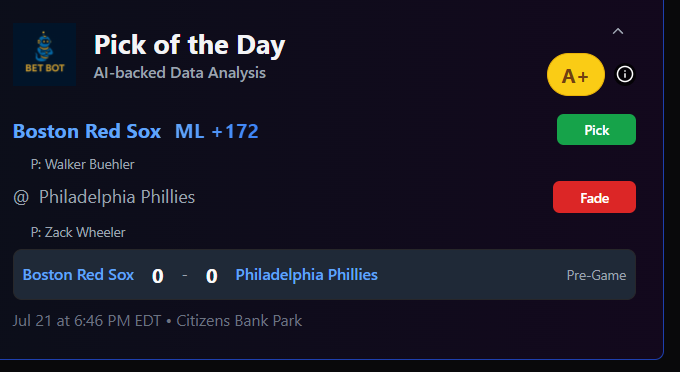 BET BOT
Pick of the Day
AI-backed Data Analysis
A+
Boston Red Sox ML +172
Pick
P: Walker Buehler
@ Philadelphia Phillies
Fade
P: Zack Wheeler
Boston Red Sox 0 - 0 Philadelphia Phillies Pre-Game
Jul 21 at 6:46 PM EDT • Citizens Bank Park